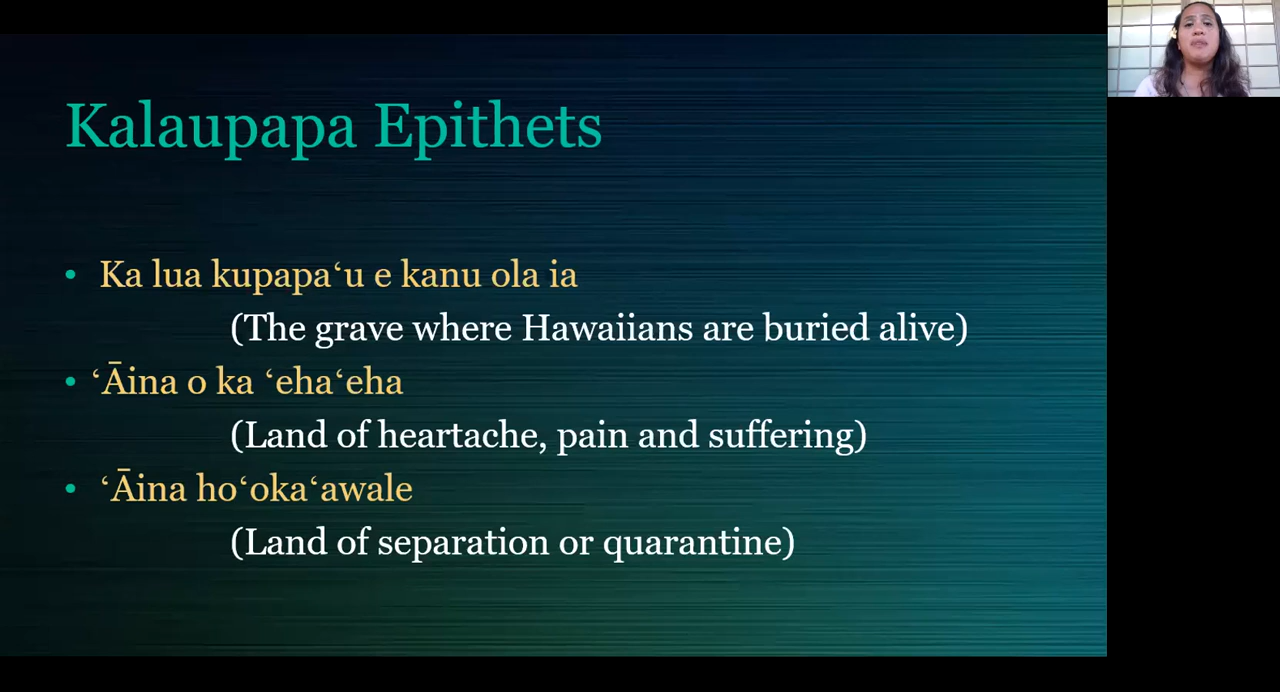 Kalaupapa Epithets
• Ka lua kupapaʻu e kanu ola ia
(The grave where Hawaiians are buried alive)
• ʻĀina o ka ʻehaʻeha
(Land of heartache, pain and suffering)
• ʻĀina hoʻokaʻawale
(Land of separation or quarantine)